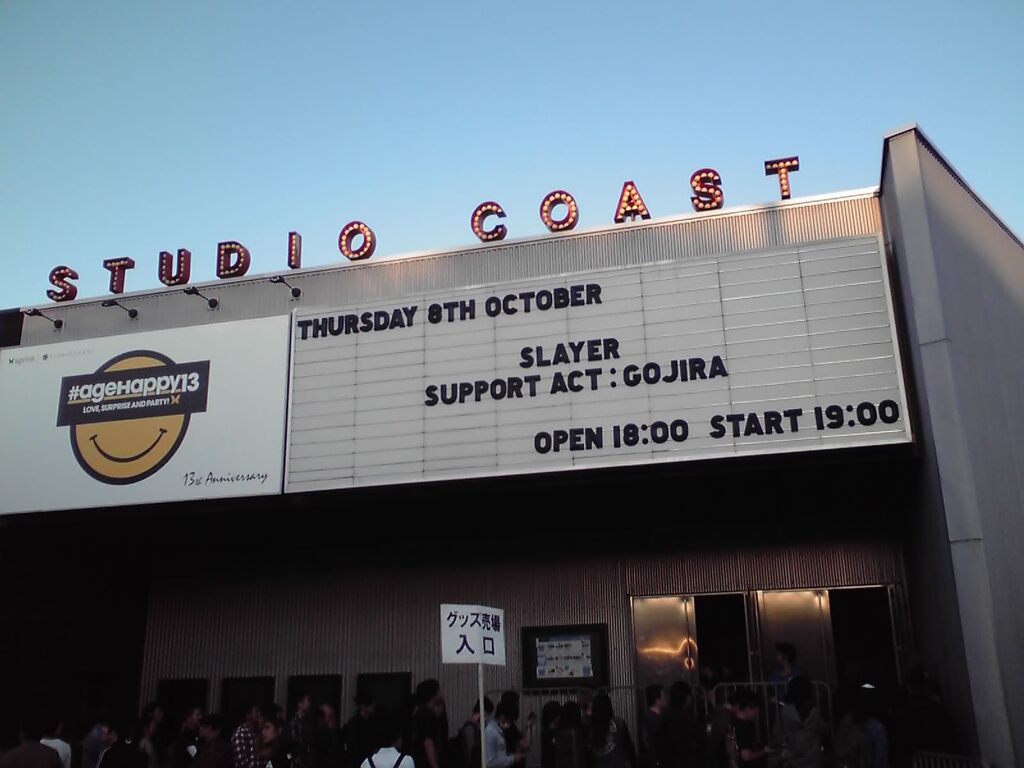 STUDIO COAST
THURSDAY 8TH OCTOBER
SLAYER
SUPPORT ACT : GOJIRA
OPEN 18:00 START 19:00
#ageHappy13
LOVE, SURPRISE AND PARTY!
13th Anniversary
グッズ売場
入口